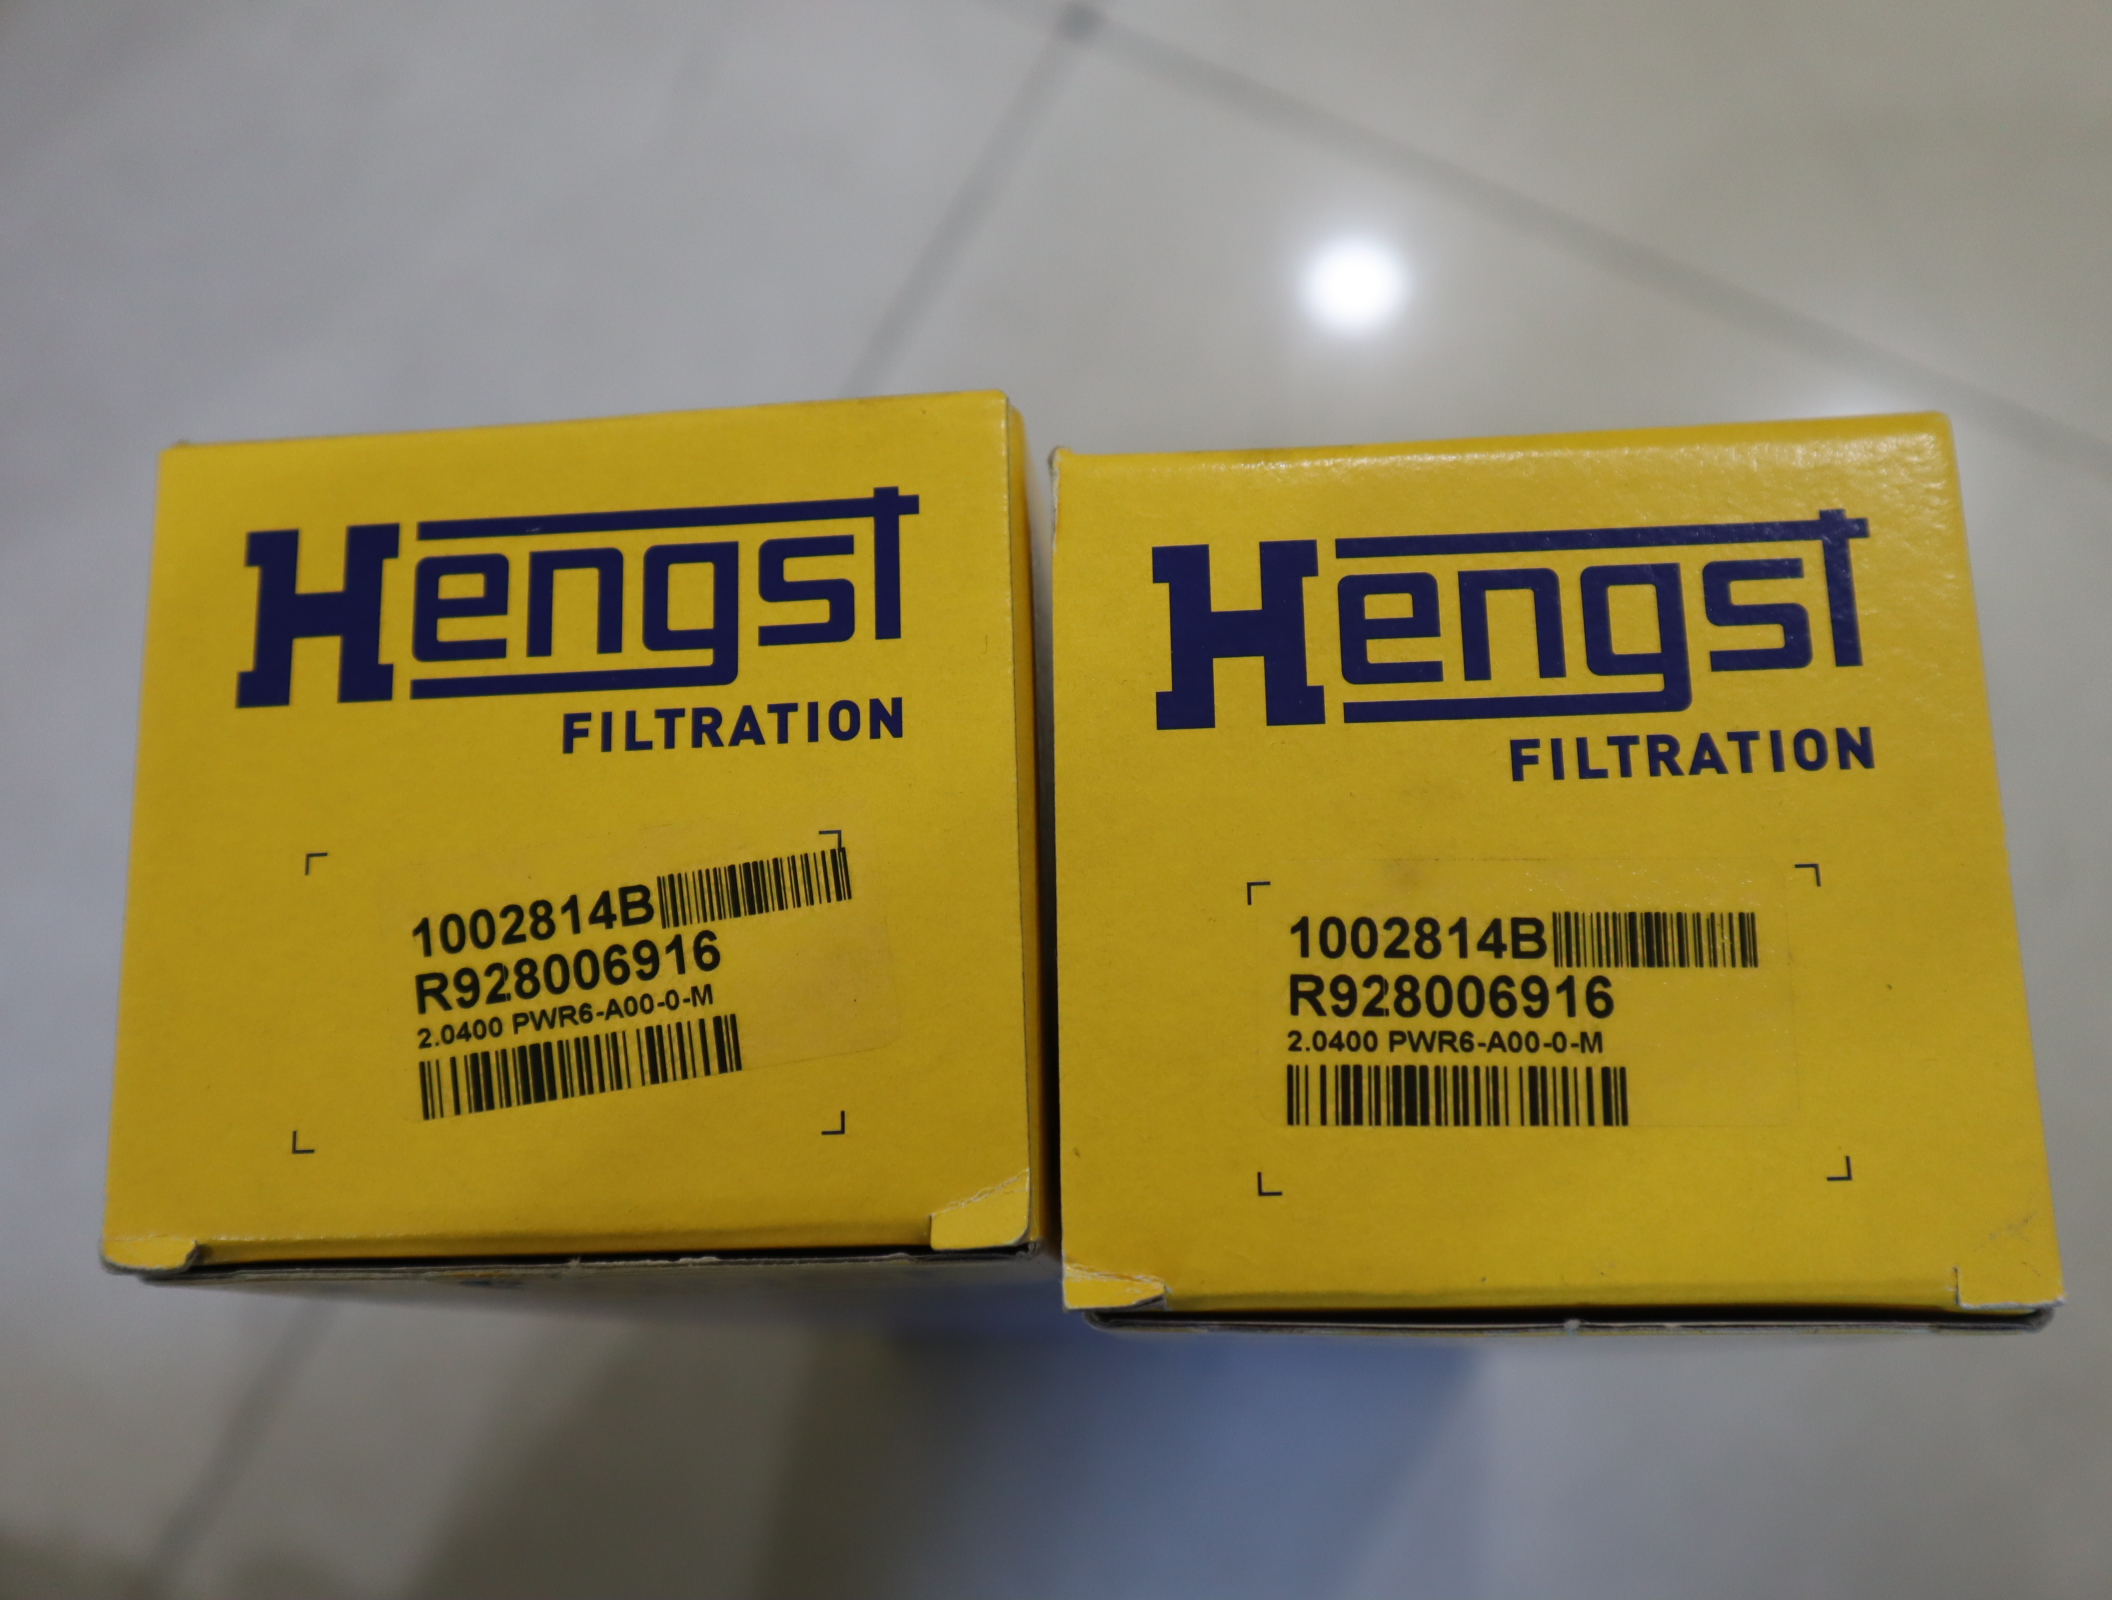 Hengst
FILTRATION
1002814B
R928006916
2.0400 PWR6-A00-0-M
Hengst
FILTRATION
1002814B
R928006916
2.0400 PWR6-A00-0-M